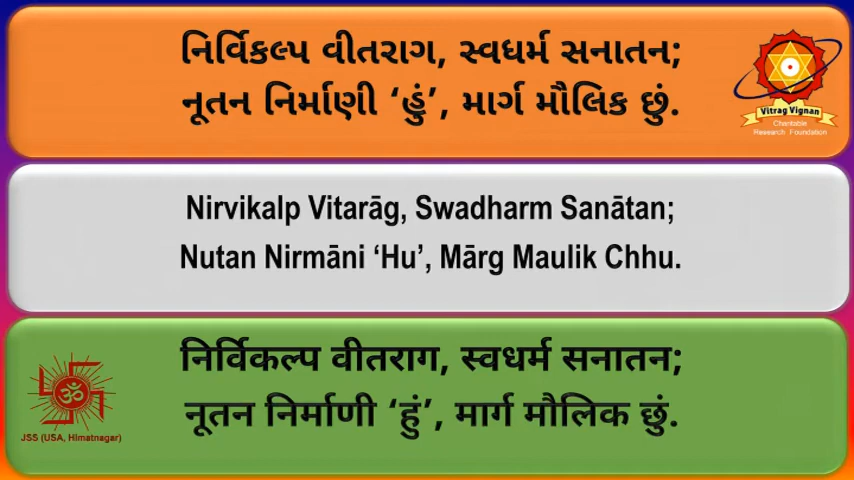 નિર્વિકલ્પ વીતરાગ, સ્વધર્મ સનાતન;
નૂતન નિર્માણી ‘હું’, માર્ગ મૌલિક છું.
Vitrag Vignan
Charitable
Research Foundation
Nirvikalp Vitarāg, Swadharm Sanātan;
Nutan Nirmāni ‘Hu’, Mārg Maulik Chhu.
निर्विकल्प वीतराग, स्वधर्म सनातन;
नूतन निर्माणी ‘हुं’, मार्ग मौलिक छुं.
ॐ
JSS (USA, Himatnagar)